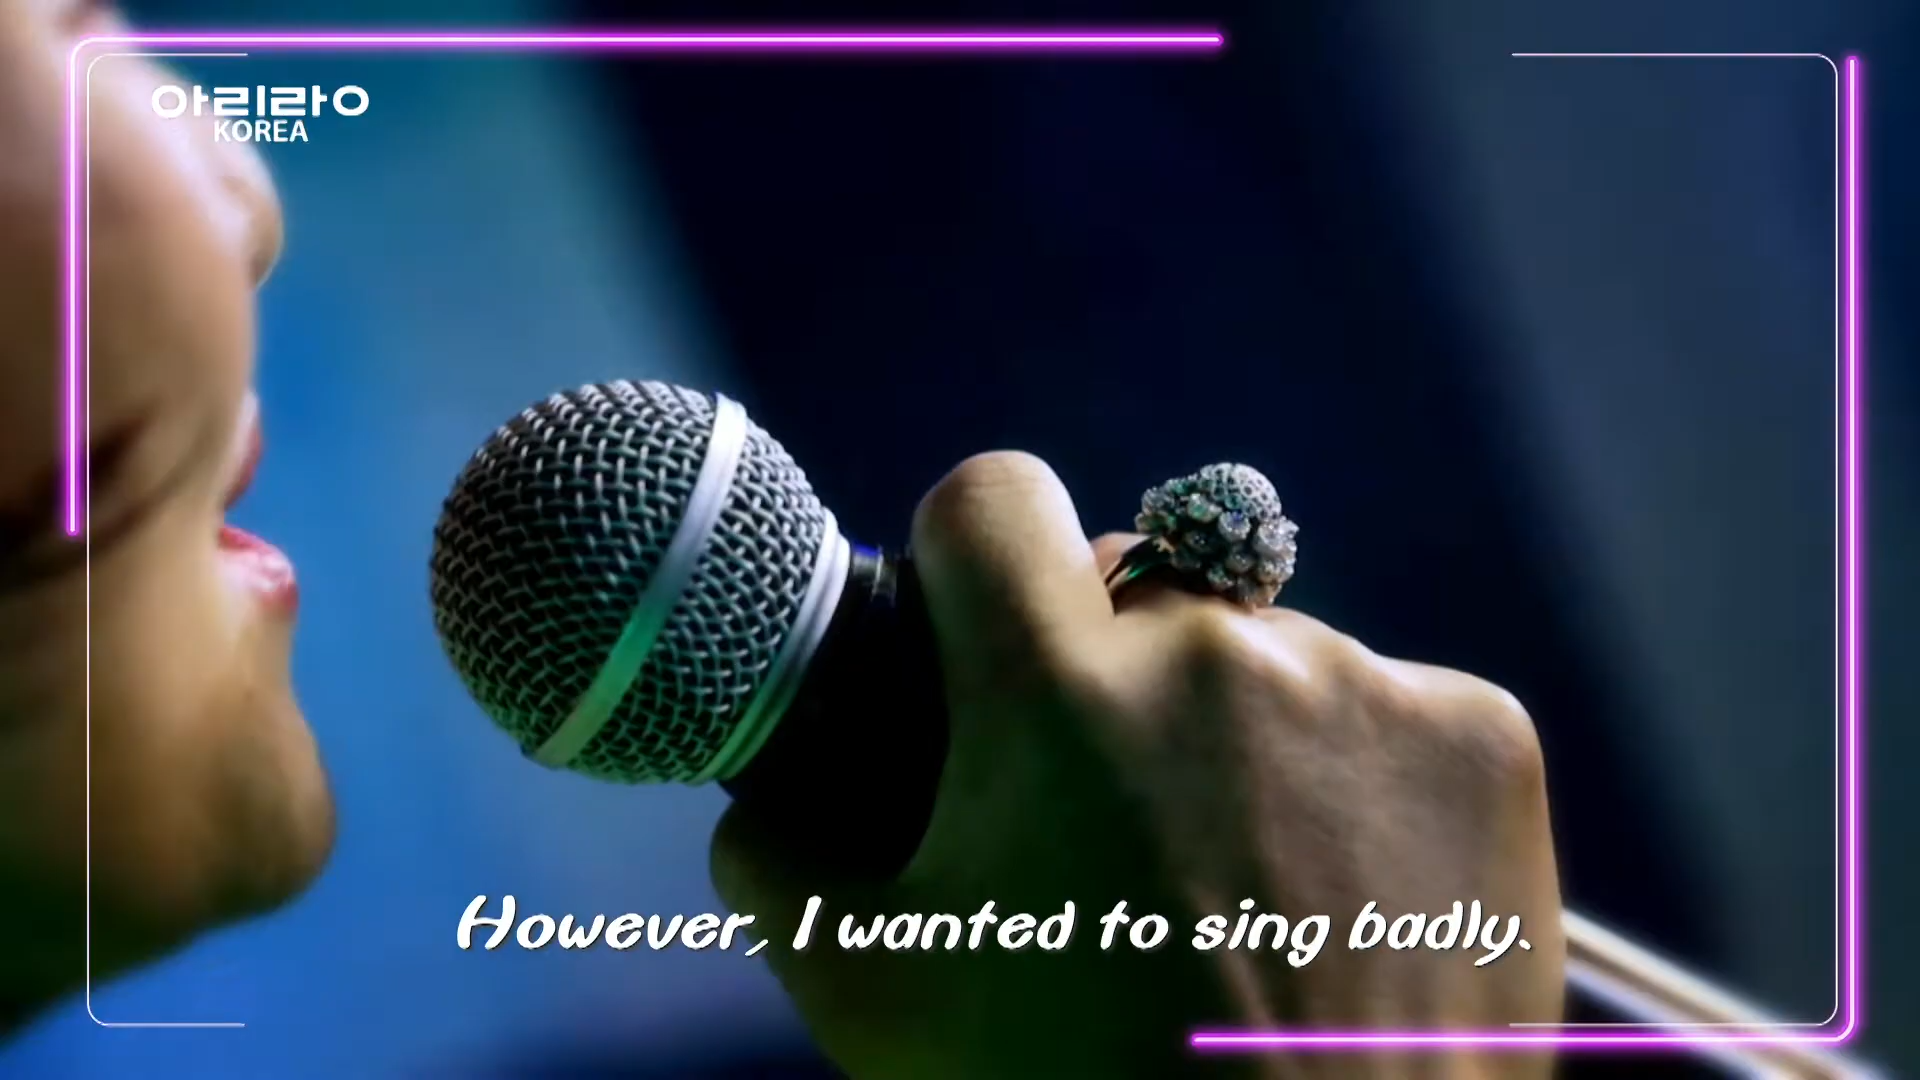 아리랑
KOREA
However, I wanted to sing badly.